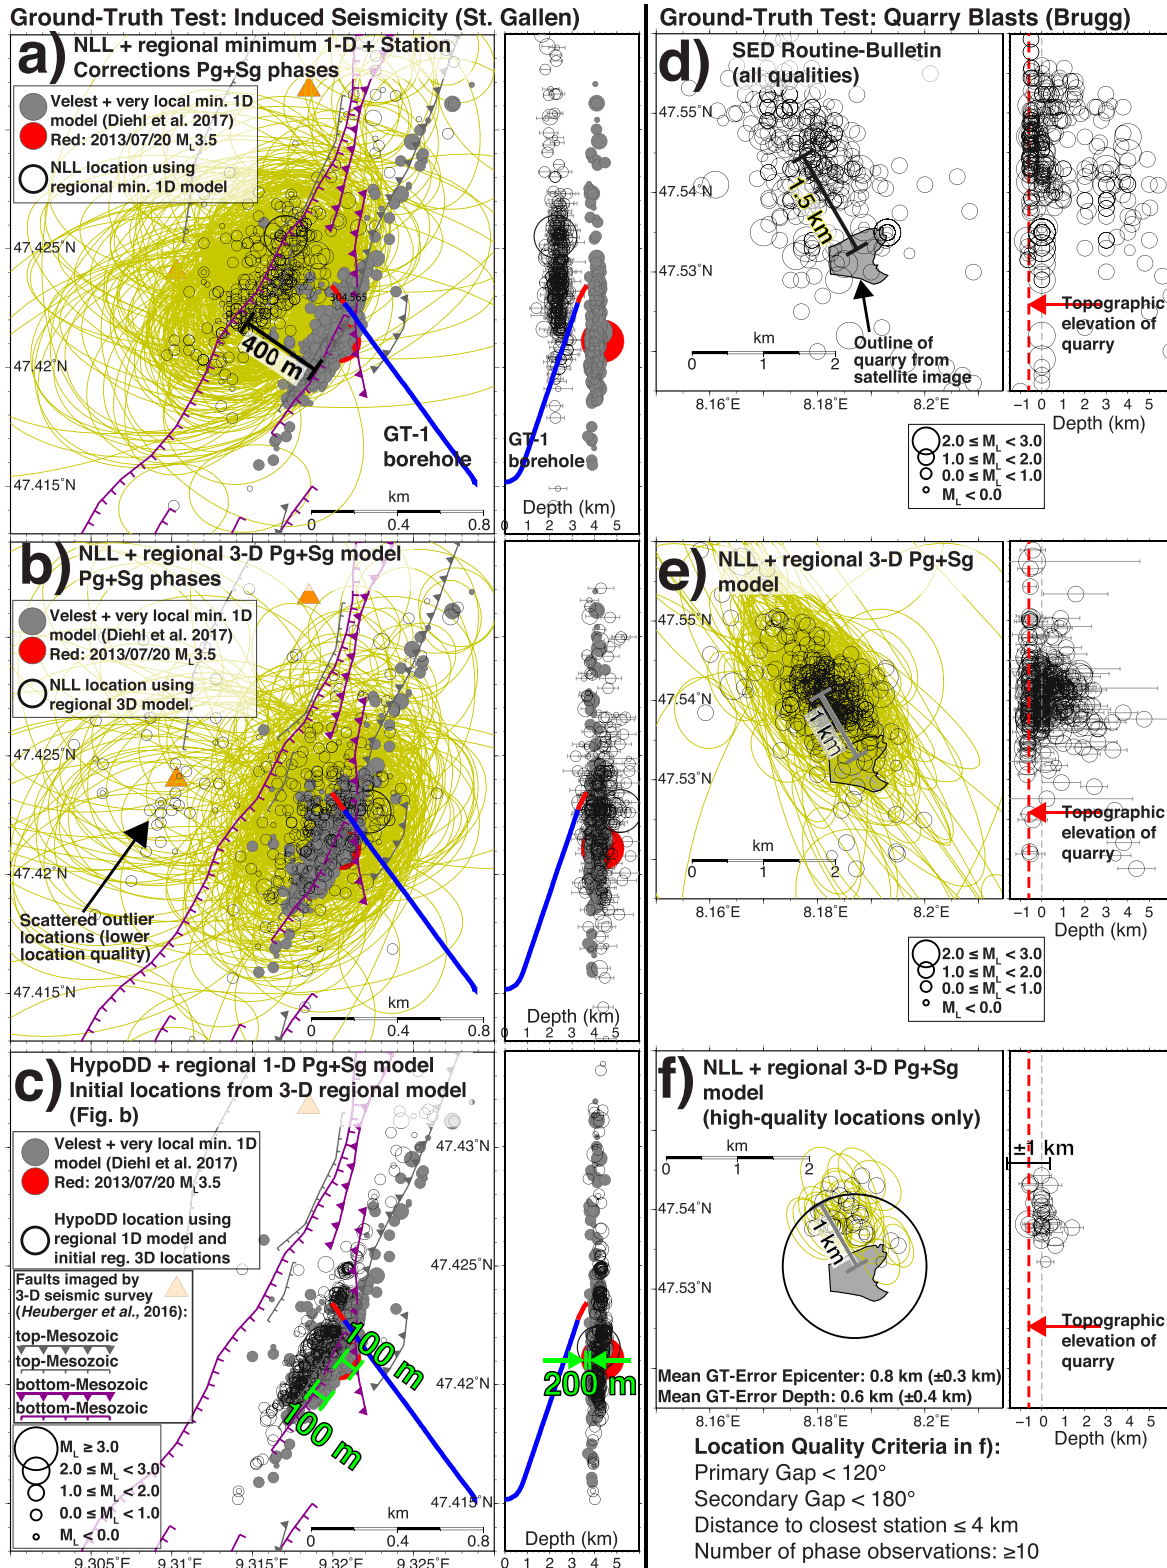 Ground-Truth Test: Induced Seismicity (St. Gallen)
a)
NLL + regional minimum 1-D + Station
Corrections Pg+Sg phases
Velest + very local min. 1D
model (Diehl et al. 2017)
Red: 2013/07/20 ML3.5
NLL location using
regional min. 1D model
47.425°N
47.42°N
47.415°N
304.565
400 m
GT-1
borehole
km
0 0.4 0.8
GT-1
borehole
Depth (km)
0 1 2 3 4 5
b)
NLL + regional 3-D Pg+Sg model
Pg+Sg phases
Velest + very local min. 1D
model (Diehl et al. 2017)
Red: 2013/07/20 ML3.5
NLL location using
regional 3D model.
47.425°N
47.42°N
47.415°N
Scattered outlier
locations (lower
location quality)
km
0 0.4 0.8
Depth (km)
0 1 2 3 4 5
c)
HypoDD + regional 1-D Pg+Sg model
Initial locations from 3-D regional model
(Fig. b)
Velest + very local min. 1D
model (Diehl et al. 2017)
Red: 2013/07/20 ML3.5
HypoDD location using
regional 1D model and
initial reg. 3D locations
Faults imaged by
3-D seismic survey
(Heuberger et al., 2016):
top-Mesozoic
top-Mesozoic
bottom-Mesozoic
bottom-Mesozoic
ML ≥ 3.0
2.0 ≤ ML < 3.0
1.0 ≤ ML < 2.0
0.0 ≤ ML < 1.0
ML < 0.0
47.43°N
47.425°N
47.42°N
47.415°N
100 m
100 m
200 m
km
0 0.4 0.8
9.305°E 9.31°E 9.32°E 9.325°E
Depth (km)
0 1 2 3 4 5
Ground-Truth Test: Quarry Blasts (Brugg)
d)
SED Routine-Bulletin
(all qualities)
47.55°N
47.54°N
47.53°N
1.5 km
km
0 1 2
Outline of
quarry from
satellite image
8.16°E 8.18°E 8.2°E
Topographic
elevation of
quarry
−1 0 1 2 3 4 5
Depth (km)
2.0 ≤ ML < 3.0
1.0 ≤ ML < 2.0
0.0 ≤ ML < 1.0
ML < 0.0
e)
NLL + regional 3-D Pg+Sg
model
47.55°N
47.54°N
47.53°N
1 km
km
0 1 2
8.16°E 8.18°E 8.2°E
Topographic
elevation of
quarry
−1 0 1 2 3 4 5
Depth (km)
2.0 ≤ ML < 3.0
1.0 ≤ ML < 2.0
0.0 ≤ ML < 1.0
ML < 0.0
f)
NLL + regional 3-D Pg+Sg
model
(high-quality locations only)
km
0 1 2
±1 km
47.54°N
47.53°N
1 km
Topographic
elevation of
quarry
Mean GT-Error Epicenter: 0.8 km (±0.3 km)
Mean GT-Error Depth: 0.6 km (±0.4 km)
8.16°E 8.18°E 8.2°E
−1 0 1 2 3 4 5
Depth (km)
Location Quality Criteria in f):
Primary Gap < 120°
Secondary Gap < 180°
Distance to closest station ≤ 4 km
Number of phase observations: ≥10